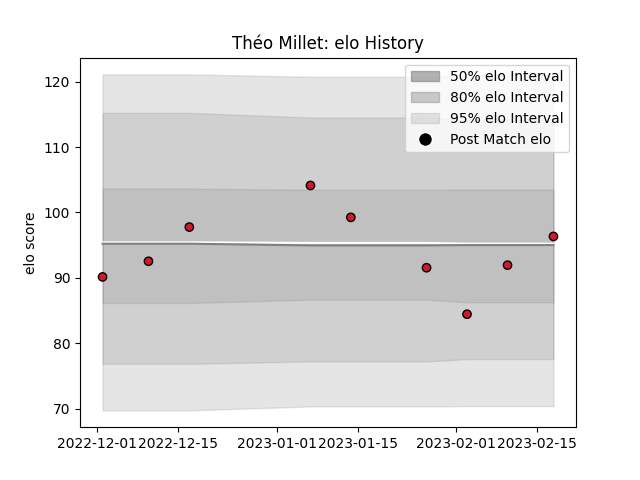 Théo Millet: elo History
50% elo Interval
80% elo Interval
95% elo Interval
Post Match elo
elo score
120
110
100
90
80
70
2022-12-01 2022-12-15 2023-01-01 2023-01-15 2023-02-01 2023-02-15